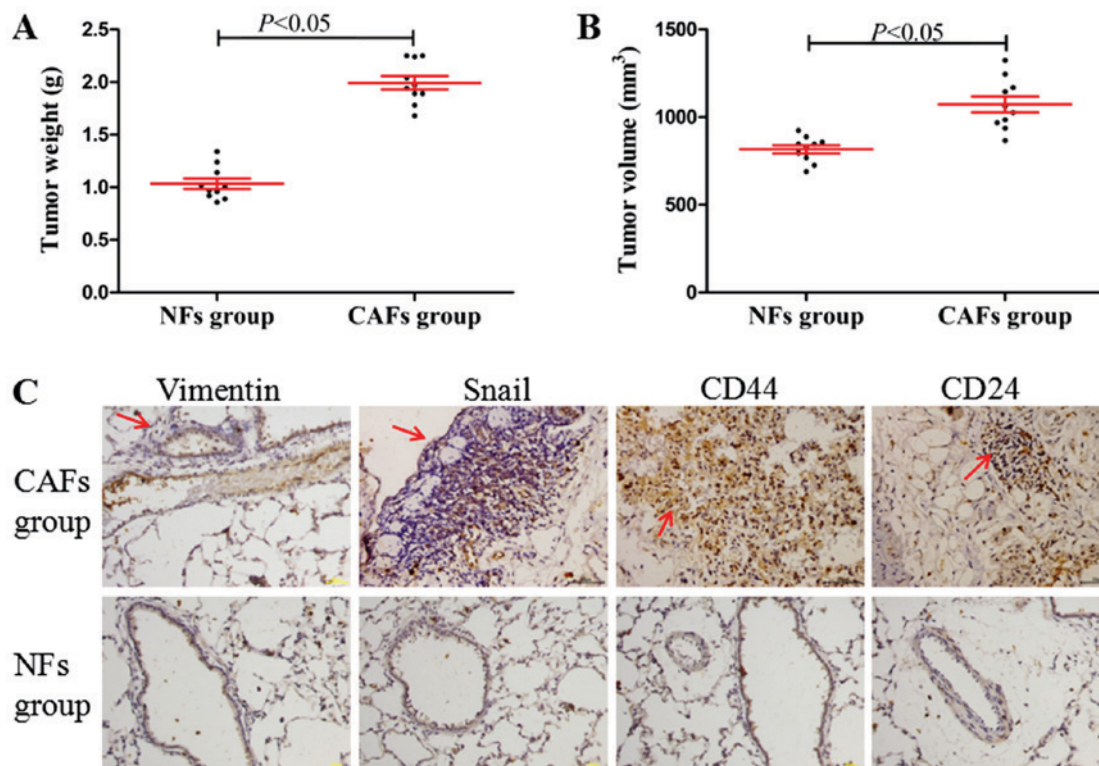 A
P<0.05
Tumor weight (g)
2.5
2.0
1.5
1.0
0.5
0.0
NFs group
CAFs group
B
P<0.05
Tumor volume (mm³)
1500
1000
500
0
NFs group
CAFs group
C
Vimentin
Snail
CD44
CD24
CAFs
group
NFs
group